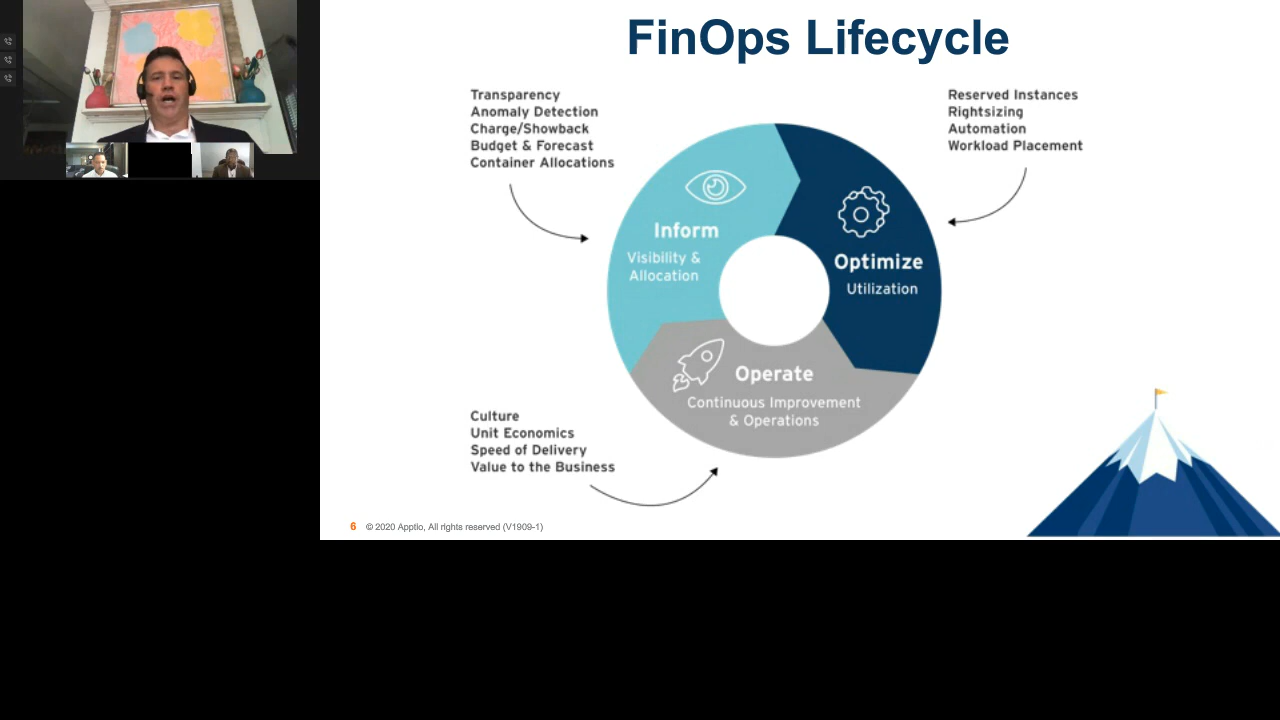 FinOps Lifecycle
Transparency
Anomaly Detection
Charge/Showback
Budget & Forecast
Container Allocations
Reserved Instances
Rightsizing
Automation
Workload Placement
Inform
Visibility &
Allocation
Optimize
Utilization
Operate
Continuous Improvement
& Operations
Culture
Unit Economics
Speed of Delivery
Value to the Business
6 © 2020 Apptio, All rights reserved (V1909-1)